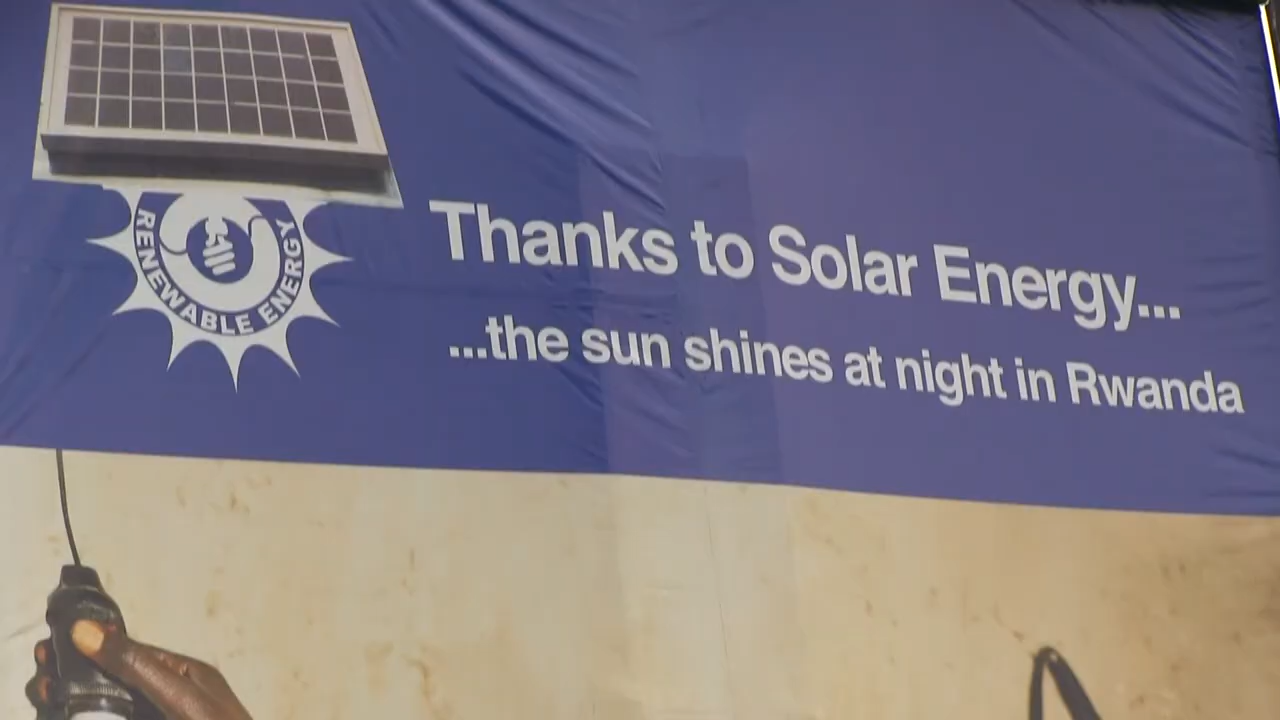 RENEWABLE ENERGY
Thanks to Solar Energy...
...the sun shines at night in Rwanda